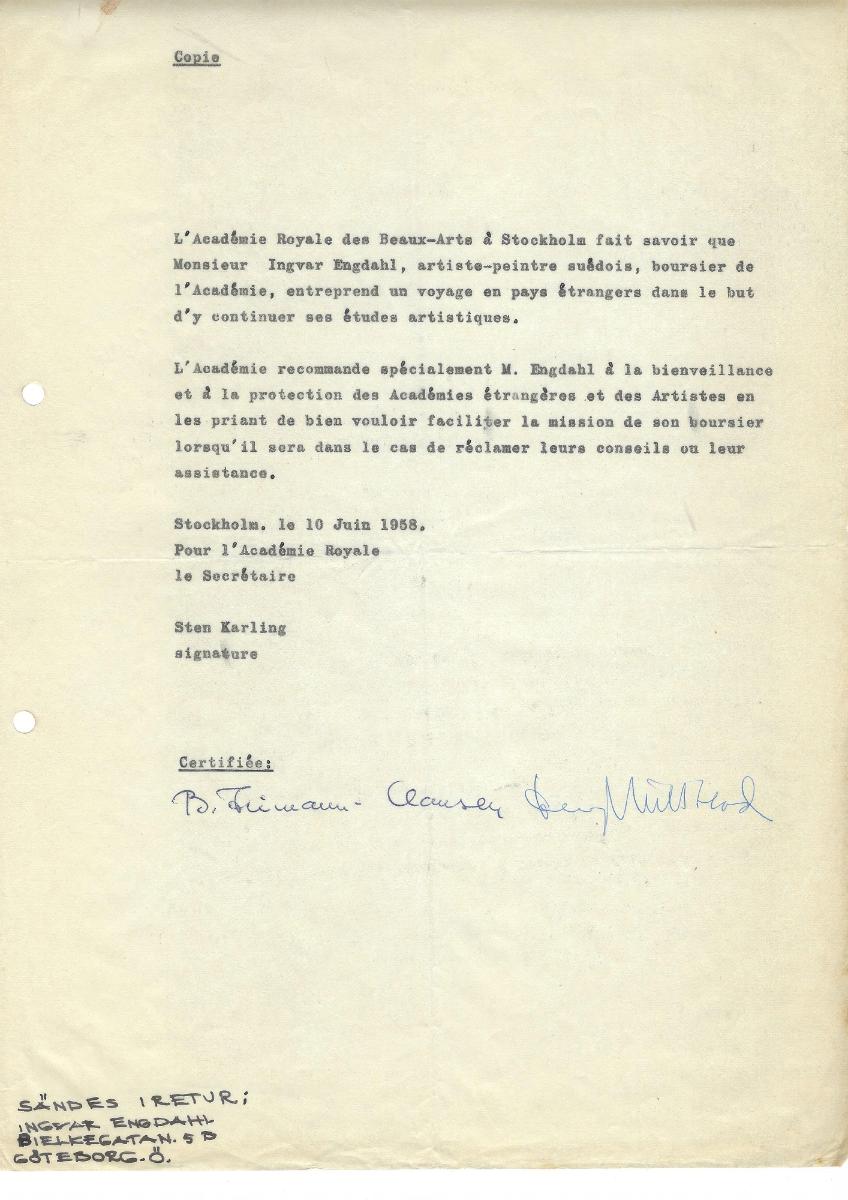 Copie
L'Académie Royale des Beaux-Arts à Stockholm fait savoir que
Monsieur Ingvar Engdahl, artiste-peintre suédois, boursier de
l'Académie, entreprend un voyage en pays étrangers dans le but
d'y continuer ses études artistiques.
L'Académie recommande spécialement M. Engdahl à la bienveillance
et à la protection des Académies étrangères et des Artistes en
les priant de bien vouloir faciliter la mission de son boursier
lorsqu'il sera dans le cas de réclamer leurs conseils ou leur
assistance.
Stockholm. le 10 Juin 1958.
Pour l'Académie Royale
le Secrétaire
Sten Karling
signature
Certifiée:
B. Clausen
SÄNDES I RETUR;
INGVAR ENGDAHL
BIELKEGATAN. 5 B
GÖTEBORG. Ö.